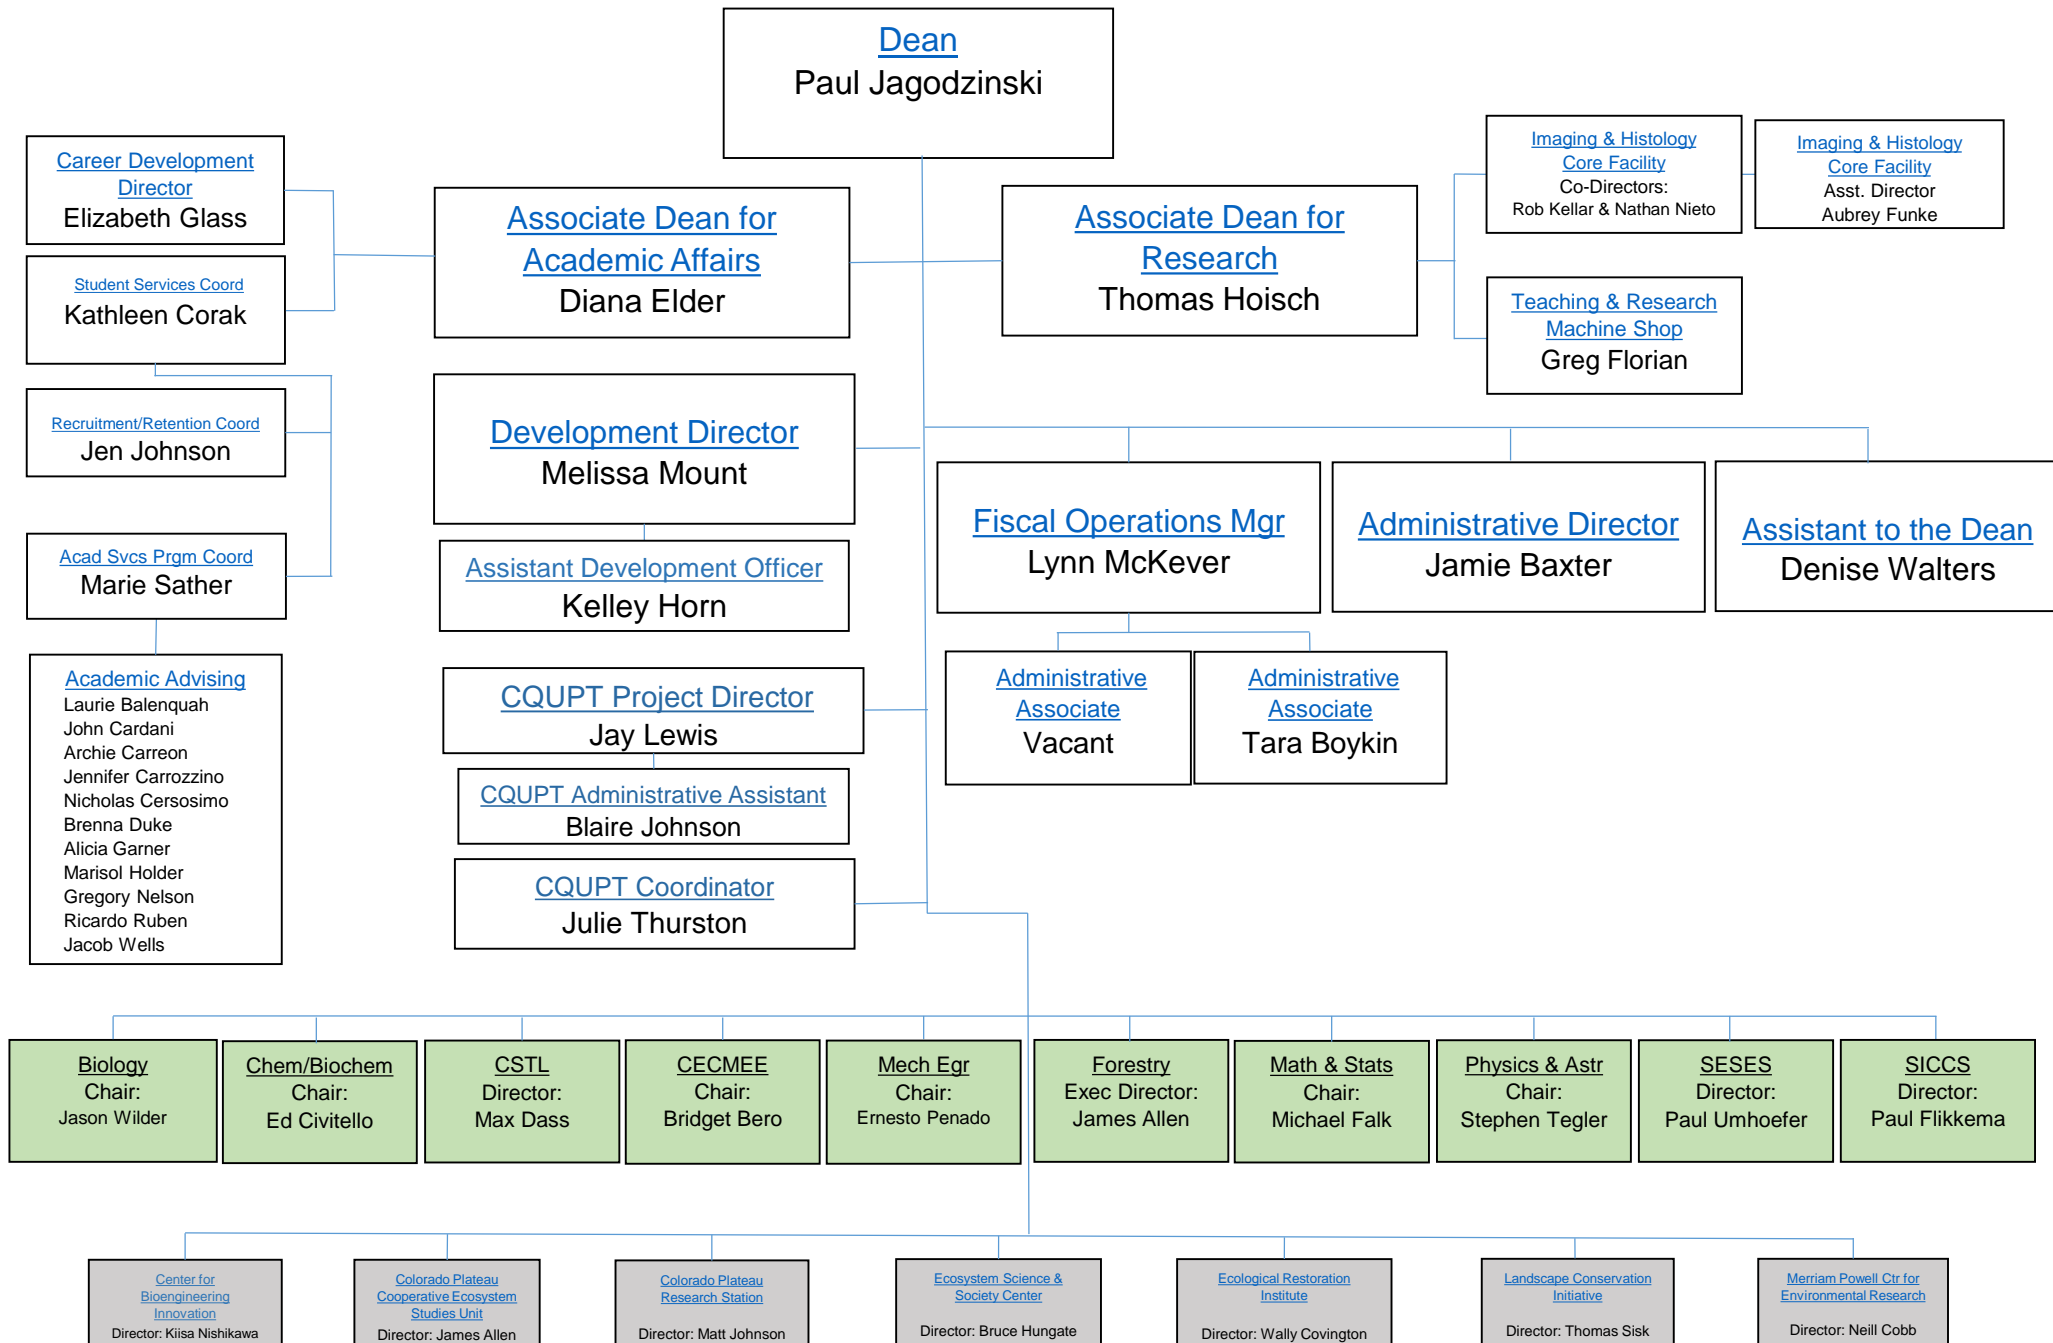 Dean
Paul Jagodzinski
Career Development
Director
Elizabeth Glass
Student Services Coord
Kathleen Corak
Recruitment/Retention Coord
Jen Johnson
Acad Svcs Prgm Coord
Marie Sather
Academic Advising
Laurie Balenquah
John Cardani
Archie Carreon
Jennifer Carrozzino
Nicholas Cersosimo
Brenna Duke
Alicia Garner
Marisol Holder
Gregory Nelson
Ricardo Ruben
Jacob Wells
Associate Dean for
Academic Affairs
Diana Elder
Development Director
Melissa Mount
Assistant Development Officer
Kelley Horn
CQUPT Project Director
Jay Lewis
CQUPT Administrative Assistant
Blaire Johnson
CQUPT Coordinator
Julie Thurston
Associate Dean for
Research
Thomas Hoisch
Imaging & Histology
Core Facility
Co-Directors:
Rob Kellar & Nathan Nieto
Imaging & Histology
Core Facility
Asst. Director
Aubrey Funke
Teaching & Research
Machine Shop
Greg Florian
Fiscal Operations Mgr
Lynn McKever
Administrative Director
Jamie Baxter
Assistant to the Dean
Denise Walters
Administrative
Associate
Vacant
Administrative
Associate
Tara Boykin
Biology
Chair:
Jason Wilder
Chem/Biochem
Chair:
Ed Civitello
CSTL
Director:
Max Dass
CECMEE
Chair:
Bridget Bero
Mech Egr
Chair:
Ernesto Penado
Forestry
Exec Director:
James Allen
Math & Stats
Chair:
Michael Falk
Physics & Astr
Chair:
Stephen Tegler
SESES
Director:
Paul Umhoefer
SICCS
Director:
Paul Flikkema
Center for
Bioengineering
Innovation
Director: Kiisa Nishikawa
Colorado Plateau
Cooperative Ecosystem
Studies Unit
Director: James Allen
Colorado Plateau
Research Station
Director: Matt Johnson
Ecosystem Science &
Society Center
Director: Bruce Hungate
Ecological Restoration
Institute
Director: Wally Covington
Landscape Conservation
Initiative
Director: Thomas Sisk
Merriam Powell Ctr for
Environmental Research
Director: Neill Cobb